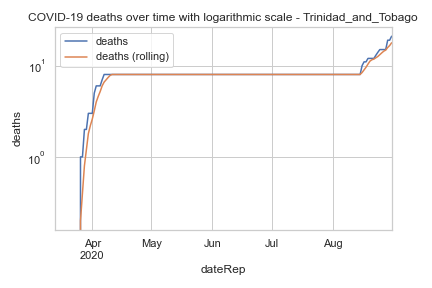 COVID-19 deaths over time with logarithmic scale - Trinidad_and_Tobago
deaths
deaths (rolling)
10¹
10⁰
deaths
Apr
2020
May
Jun
Jul
Aug
dateRep